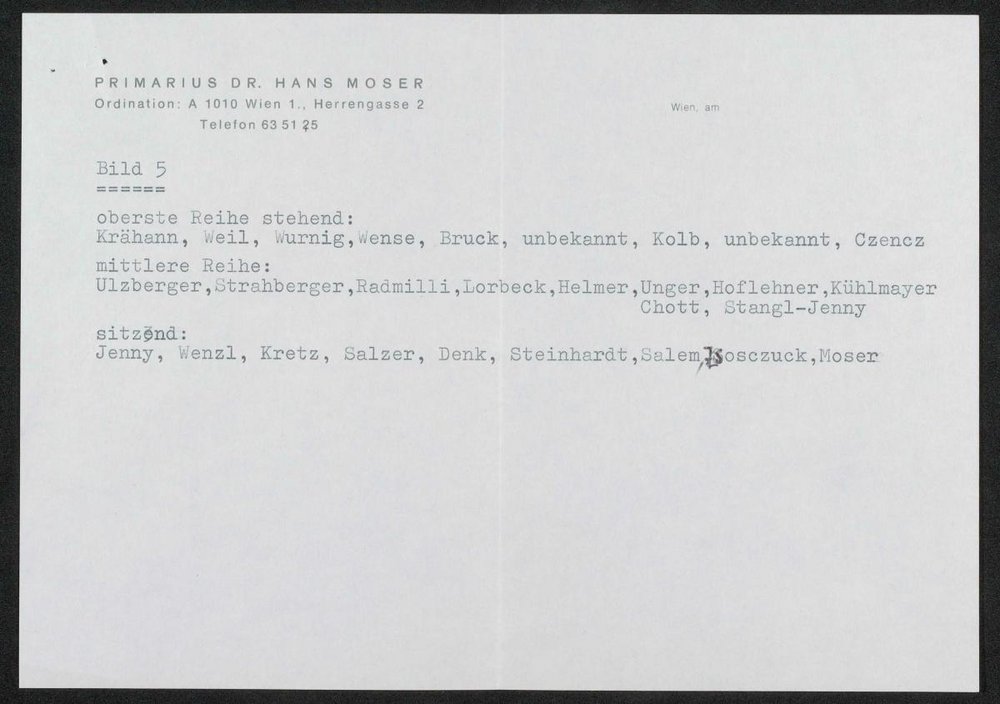 PRIMARIUS DR. HANS MOSER
Ordination: A 1010 Wien 1., Herrengasse 2
Telefon 63 51 25
Wien, am
Bild 5
======
oberste Reihe stehend:
Krähann, Weil, Wurnig,Wense, Bruck, unbekannt, Kolb, unbekannt, Czencz
mittlere Reihe:
Ulzberger,Strahberger,Radmilli,Lorbeck,Helmer,Unger,Hoflehner,Kühlmayer
Chott, Stangl-Jenny
sitzend:
Jenny, Wenzl, Kretz, Salzer, Denk, Steinhardt,Salem,
Moser